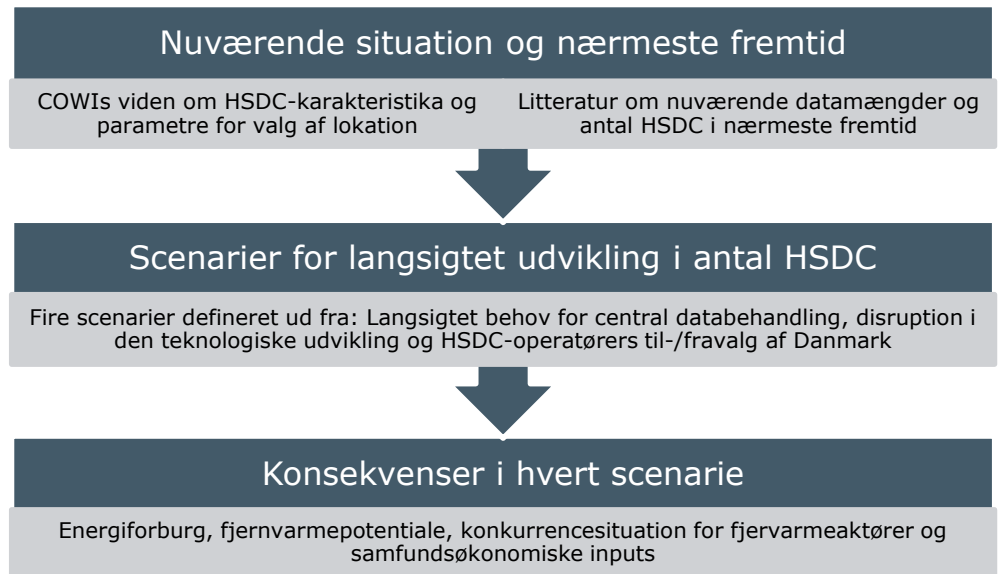 Nuværende situation og nærmeste fremtid
COWIs viden om HSDC-karakteristika og
parametre for valg af lokation
Litteratur om nuværende datamængder og
antal HSDC i nærmeste fremtid
Scenarier for langsigtet udvikling i antal HSDC
Fire scenarier defineret ud fra: Langsigtet behov for central databehandling, disruption i
den teknologiske udvikling og HSDC-operatørers til-/fravalg af Danmark
Konsekvenser i hvert scenarie
Energiforburg, fjernvarmepotentiale, konkurrencesituation for fjervarmeaktører og
samfundsøkonomiske inputs